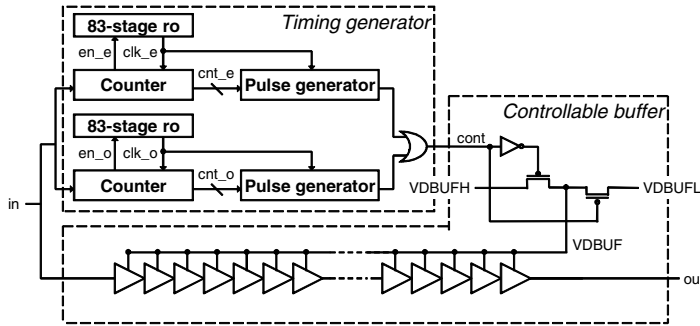 83-stage ro
Timing generator
en_e
clk_e
Counter
cnt_e
Pulse generator
83-stage ro
en_o
clk_o
Counter
cnt_o
Pulse generator
Controllable buffer
cont
VDBUFH
VDBUFL
in
VDBUF
ou